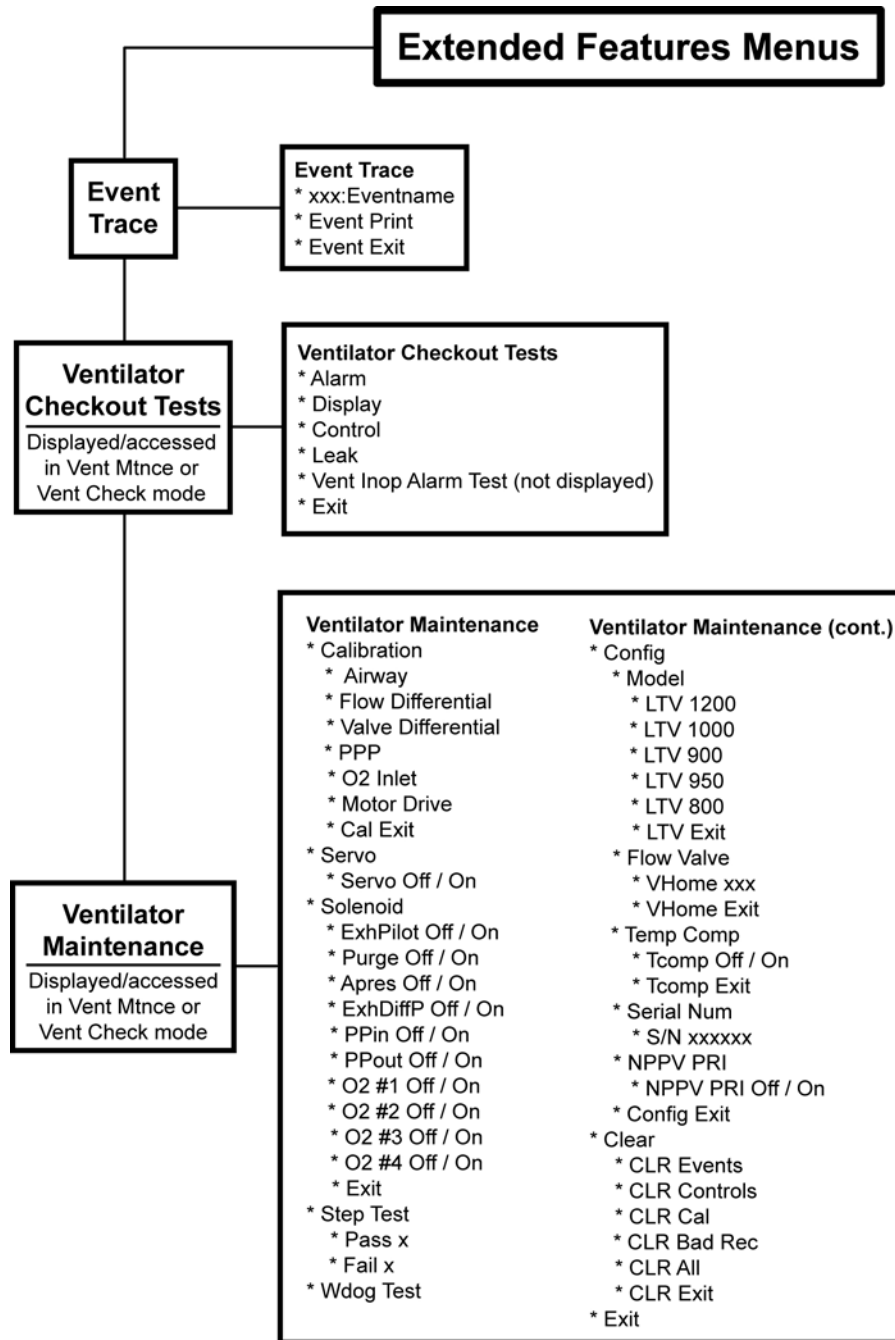 Extended Features Menus
Event
Trace
Event Trace
* xxx:Eventname
* Event Print
* Event Exit
Ventilator
Checkout Tests
Displayed/accessed
in Vent Mtnce or
Vent Check mode
Ventilator Checkout Tests
* Alarm
* Display
* Control
* Leak
* Vent Inop Alarm Test (not displayed)
* Exit
Ventilator
Maintenance
Displayed/accessed
in Vent Mtnce or
Vent Check mode
Ventilator Maintenance
* Calibration
* Airway
* Flow Differential
* Valve Differential
* PPP
* O2 Inlet
* Motor Drive
* Cal Exit
* Servo
* Servo Off / On
* Solenoid
* ExhPilot Off / On
* Purge Off / On
* Apres Off / On
* ExhDiffP Off / On
* PPin Off / On
* PPout Off / On
* O2 #1 Off / On
* O2 #2 Off / On
* O2 #3 Off / On
* O2 #4 Off / On
* Exit
* Step Test
* Pass x
* Fail x
* Wdog Test
Ventilator Maintenance (cont.)
* Config
* Model
* LTV 1200
* LTV 1000
* LTV 900
* LTV 950
* LTV 800
* LTV Exit
* Flow Valve
* VHome xxx
* VHome Exit
* Temp Comp
* Tcomp Off / On
* Tcomp Exit
* Serial Num
* S/N xxxxxx
* NPPV PRI
* NPPV PRI Off / On
* Config Exit
* Clear
* CLR Events
* CLR Controls
* CLR Cal
* CLR Bad Rec
* CLR All
* CLR Exit
* Exit